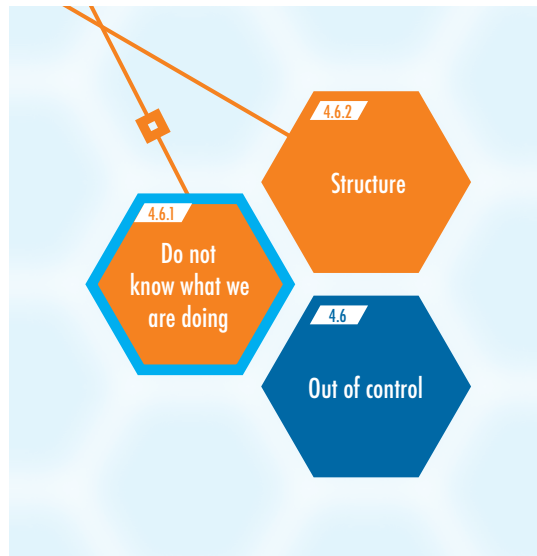 4.6.2
Structure
4.6.1
Do not
know what we
are doing
4.6
Out of control